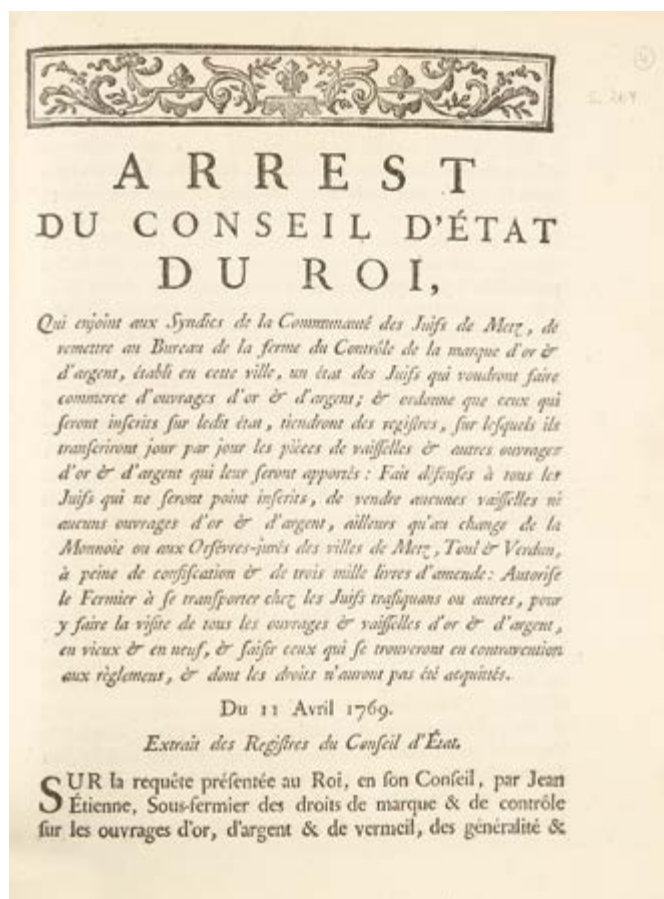 ARREST
DU CONSEIL D'ÉTAT
DU ROI,
Qui enjoint aux Syndics de la Communauté des Juifs de Metz, de
remettre au Bureau de la ferme du Contrôle de la marque d'or &
d'argent, établi en cette ville, un état des Juifs qui voudront faire
commerce d'ouvrages d'or & d'argent; & ordonne que ceux qui
seront inscrits sur ledit état, tiendront des registres, sur lesquels ils
transcriront jour par jour les pièces de vaisselles & autres ouvrages
d'or & d'argent qui leur seront apportés: Fait défenses à tous les
Juifs qui ne seront point inscrits, de vendre aucunes vaisselles ni
aucuns ouvrages d'or & d'argent, ailleurs qu'au change de la
Monnoie ou aux Orfévres-jurés des villes de Metz, Toul & Verdun,
à peine de confiscation & de trois mille livres d'amende: Autorise
le Fermier à se transporter chez les Juifs trafiquans ou autres, pour
y faire la visite de tous les ouvrages & vaisselles d'or & d'argent,
en vieux & en neuf, & saisir ceux qui se trouveront en contravention
aux règlemens, & dont les droits n'auront pas été acquittés.
Du 11 Avril 1769.
Extrait des Registres du Conseil d'État.
SUR la requête présentée au Roi, en son Conseil, par Jean
Étienne, Sous-fermier des droits de marque & de contrôle
sur les ouvrages d'or, d'argent & de vermeil, des généralité &